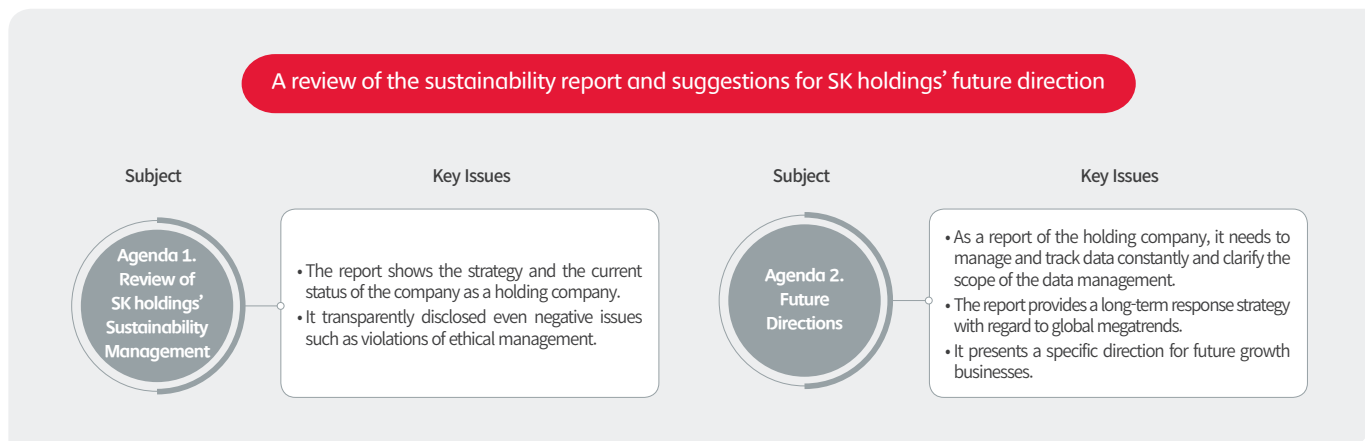 A review of the sustainability report and suggestions for SK holdings’ future direction
Subject
Key Issues
Agenda 1.
Review of
SK holdings’
Sustainability
Management
• The report shows the strategy and the current
status of the company as a holding company.
• It transparently disclosed even negative issues
such as violations of ethical management.
Subject
Key Issues
Agenda 2.
Future
Directions
• As a report of the holding company, it needs to
manage and track data constantly and clarify the
scope of the data management.
• The report provides a long-term response strategy
with regard to global megatrends.
• It presents a specific direction for future growth
businesses.